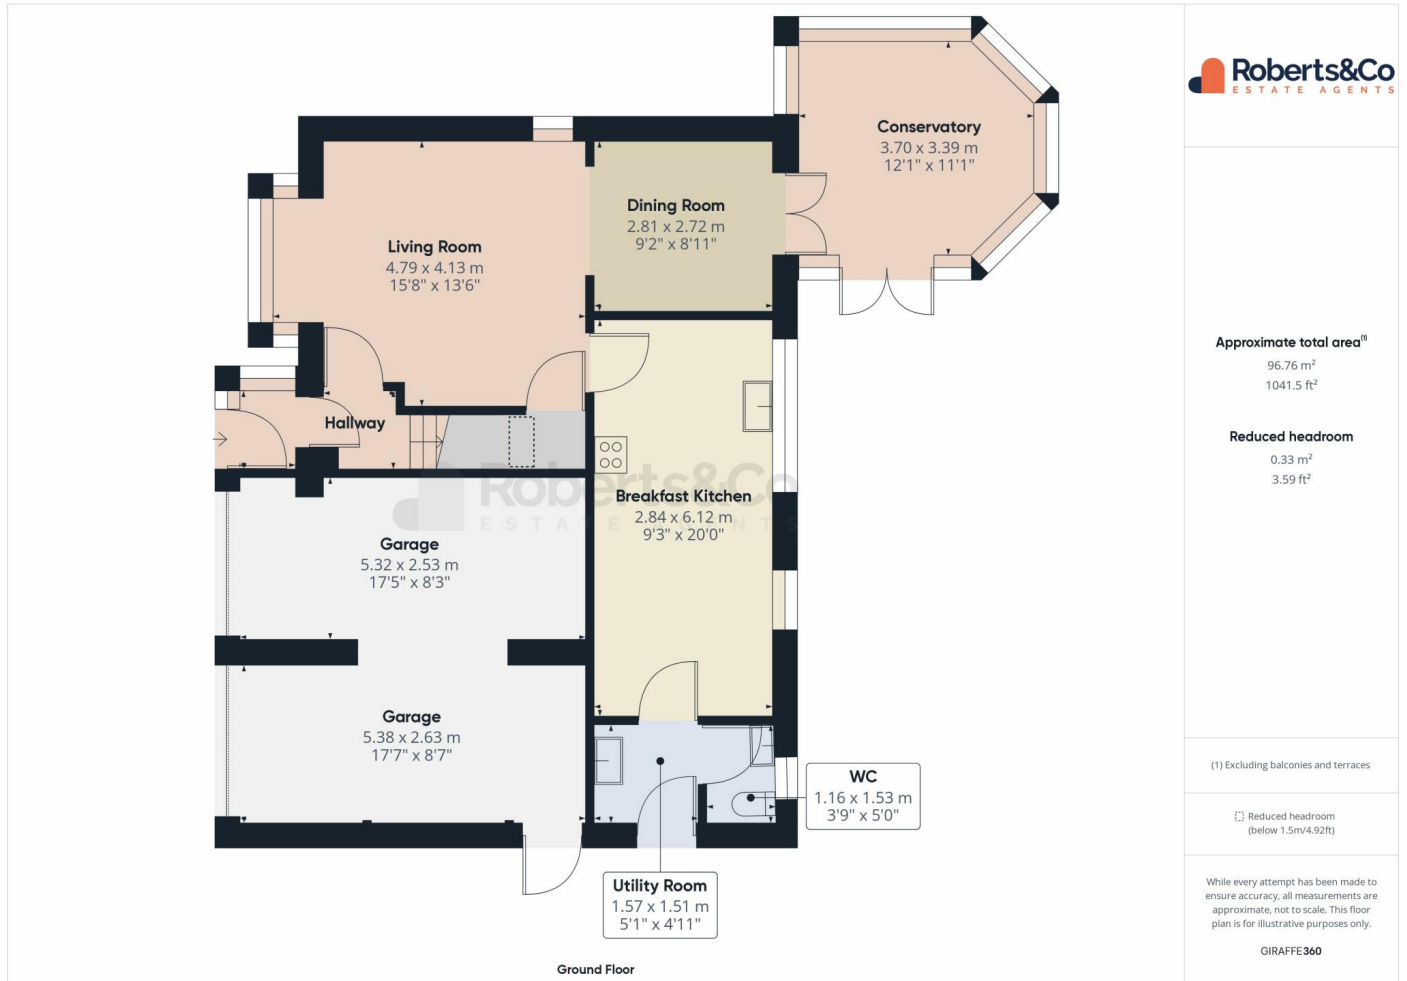 Roberts&Co
ESTATE AGENTS
Conservatory
3.70 x 3.39 m
12'1" x 11'1"
Dining Room
2.81 x 2.72 m
9'2" x 8'11"
Living Room
4.79 x 4.13 m
15'8" x 13'6"
Hallway
Roberts&Co
ESTATE AGENTS
Breakfast Kitchen
2.84 x 6.12 m
9'3" x 20'0"
Garage
5.32 x 2.53 m
17'5" x 8'3"
Garage
5.38 x 2.63 m
17'7" x 8'7"
WC
1.16 x 1.53 m
3'9" x 5'0"
Utility Room
1.57 x 1.51 m
5'1" x 4'11"
Ground Floor
Approximate total area(1)
96.76 m²
1041.5 ft²
Reduced headroom
0.33 m²
3.59 ft²
(1) Excluding balconies and terraces
Reduced headroom
(below 1.5m/4.92ft)
While every attempt has been made to
ensure accuracy, all measurements are
approximate, not to scale. This floor
plan is for illustrative purposes only.
GIRAFFE360